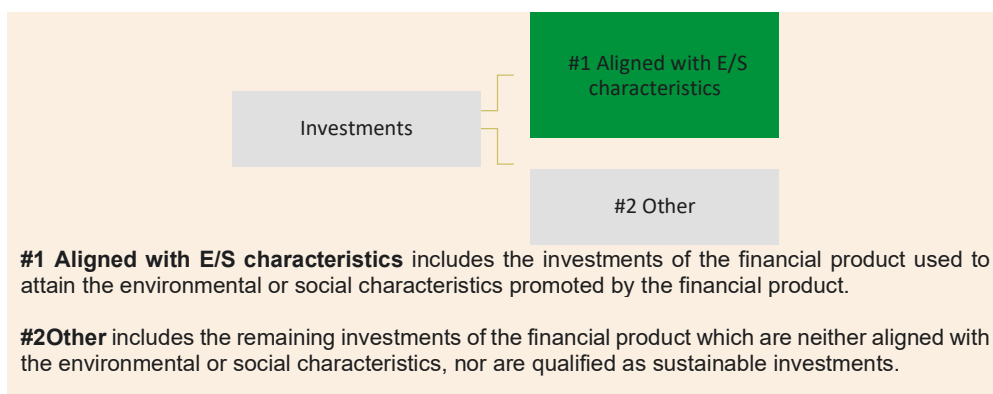 #1 Aligned with E/S
characteristics
Investments
#2 Other
#1 Aligned with E/S characteristics includes the investments of the financial product used to
attain the environmental or social characteristics promoted by the financial product.
#2Other includes the remaining investments of the financial product which are neither aligned with
the environmental or social characteristics, nor are qualified as sustainable investments.